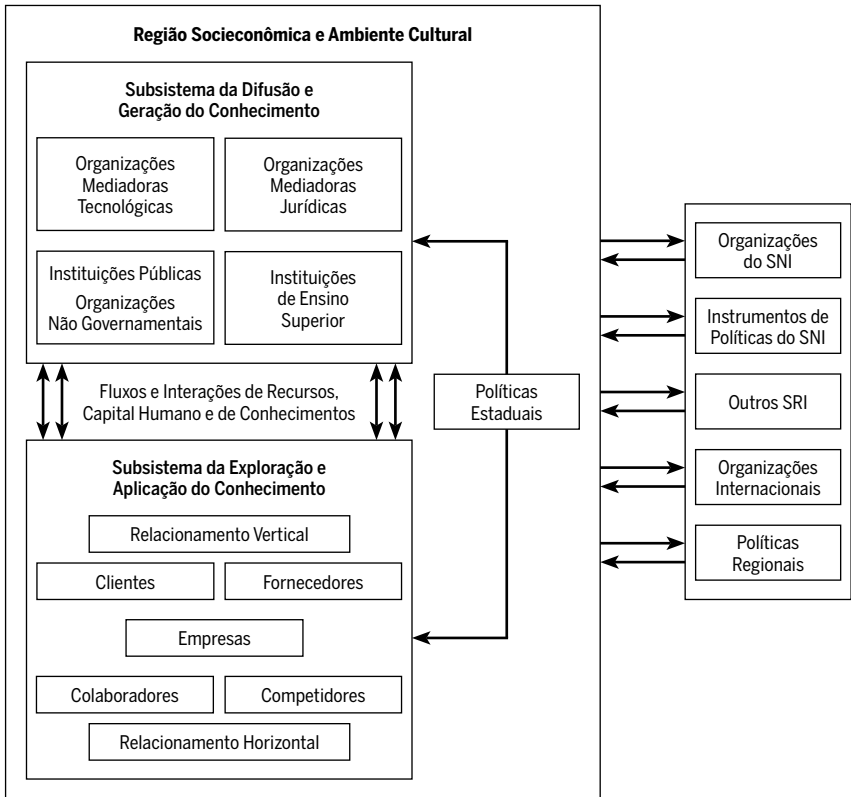 Região Socieconômica e Ambiente Cultural
Subsistema da Difusão e
Geração do Conhecimento
Organizações
Mediadoras
Tecnológicas
Organizações
Mediadoras
Jurídicas
Instituições Públicas
Organizações
Não Governamentais
Instituições
de Ensino
Superior
Fluxos e Interações de Recursos,
Capital Humano e de Conhecimentos
Políticas
Estaduais
Subsistema da Exploração e
Aplicação do Conhecimento
Relacionamento Vertical
Clientes
Fornecedores
Empresas
Colaboradores
Competidores
Relacionamento Horizontal
Organizações
do SNI
Instrumentos de
Políticas do SNI
Outros SRI
Organizações
Internacionais
Políticas
Regionais